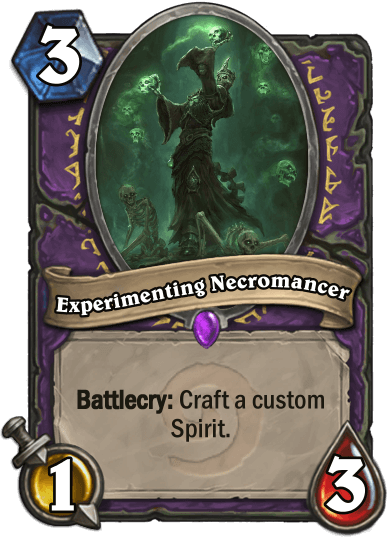 3
Experimenting Necromancer
Battlecry: Craft a custom
Spirit.
1
3